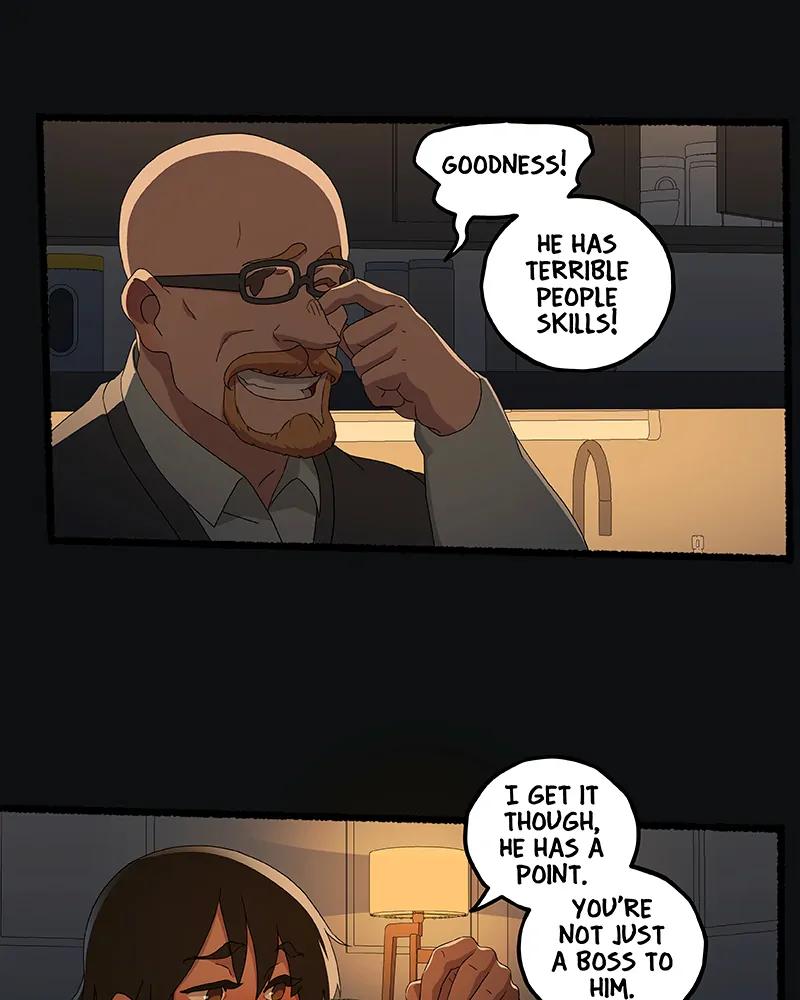 GOODNESS!
HE HAS
TERRIBLE
PEOPLE
SKILLS!
I GET IT
THOUGH,
HE HAS A
POINT.
YOU'RE
NOT JUST
A BOSS TO
HIM.